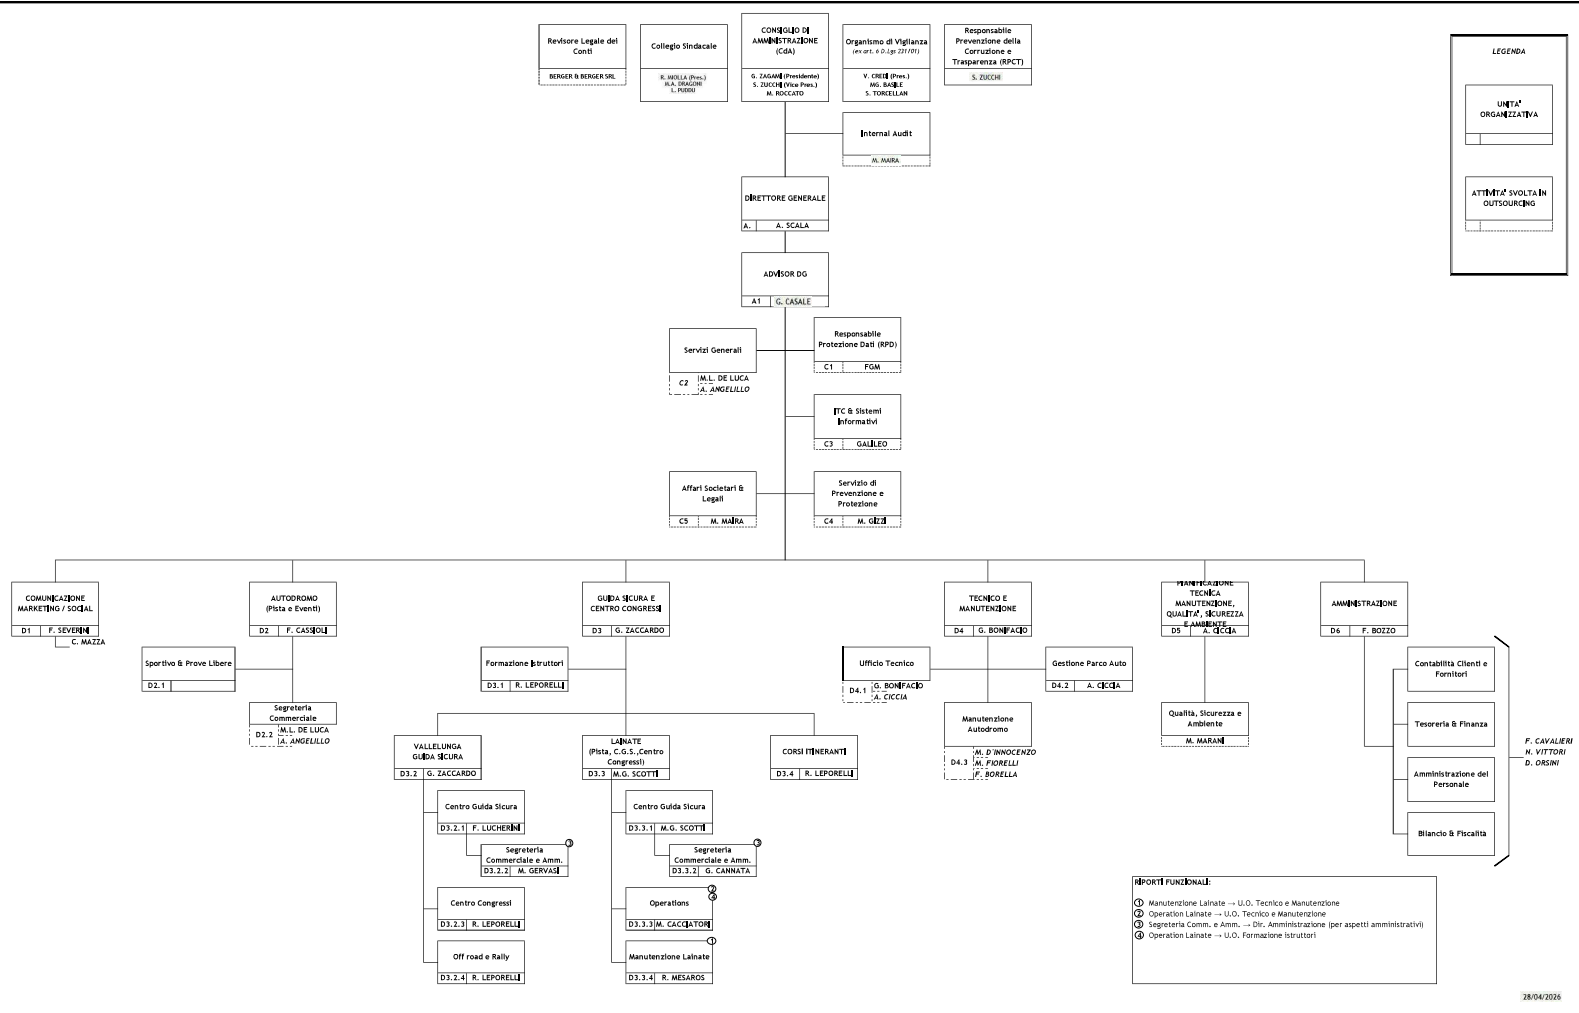 Revisore Legale dei
Conti
BERGER & BERGER SRL
Collegio Sindacale
R. MIOLLA (Pres.)
M.A. DRAGONI
L. PUDDU
CONSIGLIO DI
AMMINISTRAZIONE
(CdA)
G. ZAGAMI (Presidente)
S. ZUCCHI (Vice Pres.)
M. ROCCATO
Organismo di Vigilanza
(ex art. 6 D.Lgs 231/01)
V. CREDI (Pres.)
MG. BASILE
S. TORCELLAN
Responsabile
Prevenzione della
Corruzione e
Trasparenza (RPCT)
S. ZUCCHI
LEGENDA
UNITA'
ORGANIZZATIVA
ATTIVITA' SVOLTA IN
OUTSOURCING
Internal Audit
M. MAIRA
DIRETTORE GENERALE
A. A. SCALA
ADVISOR DG
A1 G. CASALE
Servizi Generali
C2 M.L. DE LUCA
A. ANGELILLO
Responsabile
Protezione Dati (RPD)
C1 FGM
ITC & Sistemi
Informativi
C3 GALILEO
Affari Societari &
Legali
C5 M. MAIRA
Servizio di
Prevenzione e
Protezione
C4 M. GIZZI
COMUNICAZIONE
MARKETING / SOCIAL
D1 F. SEVERINI
C. MAZZA
AUTODROMO
(Pista e Eventi)
D2 F. CASSIOLI
Sportivo & Prove Libere
D2.1
Segreteria
Commerciale
D2.2 M.L. DE LUCA
A. ANGELILLO
GUIDA SICURA E
CENTRO CONGRESSI
D3 G. ZACCARDO
Formazione Istruttori
D3.1 R. LEPORELLI
VALLELUNGA
GUIDA SICURA
D3.2 G. ZACCARDO
Centro Guida Sicura
D3.2.1 F. LUCHERINI
3
Segreteria
Commerciale e Amm.
D3.2.2 M. GERVASI
Centro Congressi
D3.2.3 R. LEPORELLI
Off road e Rally
D3.2.4 R. LEPORELLI
LAINATE
(Pista, C.G.S.,Centro
Congressi)
D3.3 M.G. SCOTTI
Centro Guida Sicura
D3.3.1 M.G. SCOTTI
3
Segreteria
Commerciale e Amm.
D3.3.2 G. CANNATA
2
4
Operations
D3.3.3 M. CACCIATORI
1
Manutenzione Lainate
D3.3.4 R. MESAROS
CORSI ITINERANTI
D3.4 R. LEPORELLI
TECNICO E
MANUTENZIONE
D4 G. BONIFACIO
Ufficio Tecnico
D4.1 G. BONIFACIO
A. CICCIA
Gestione Parco Auto
D4.2 A. CICCIA
Manutenzione
Autodromo
D4.3 M. D'INNOCENZO
M. FIORELLI
F. BORELLA
PIANIFICAZIONE
TECNICA
MANUTENZIONE,
QUALITA', SICUREZZA
E AMBIENTE
D5 A. CICCIA
Qualità, Sicurezza e
Ambiente
M. MARANI
AMMINISTRAZIONE
D6 F. BOZZO
Contabilità Clienti e
Fornitori
Tesoreria & Finanza
Amministrazione del
Personale
Bilancio & Fiscalità
F. CAVALIERI
N. VITTORI
D. ORSINI
RIPORTI FUNZIONALI:
1 Manutenzione Lainate → U.O. Tecnico e Manutenzione
2 Operation Lainate → U.O. Tecnico e Manutenzione
3 Segreteria Comm. e Amm. → Dir. Amministrazione (per aspetti amministrativi)
4 Operation Lainate → U.O. Formazione istruttori
28/04/2026